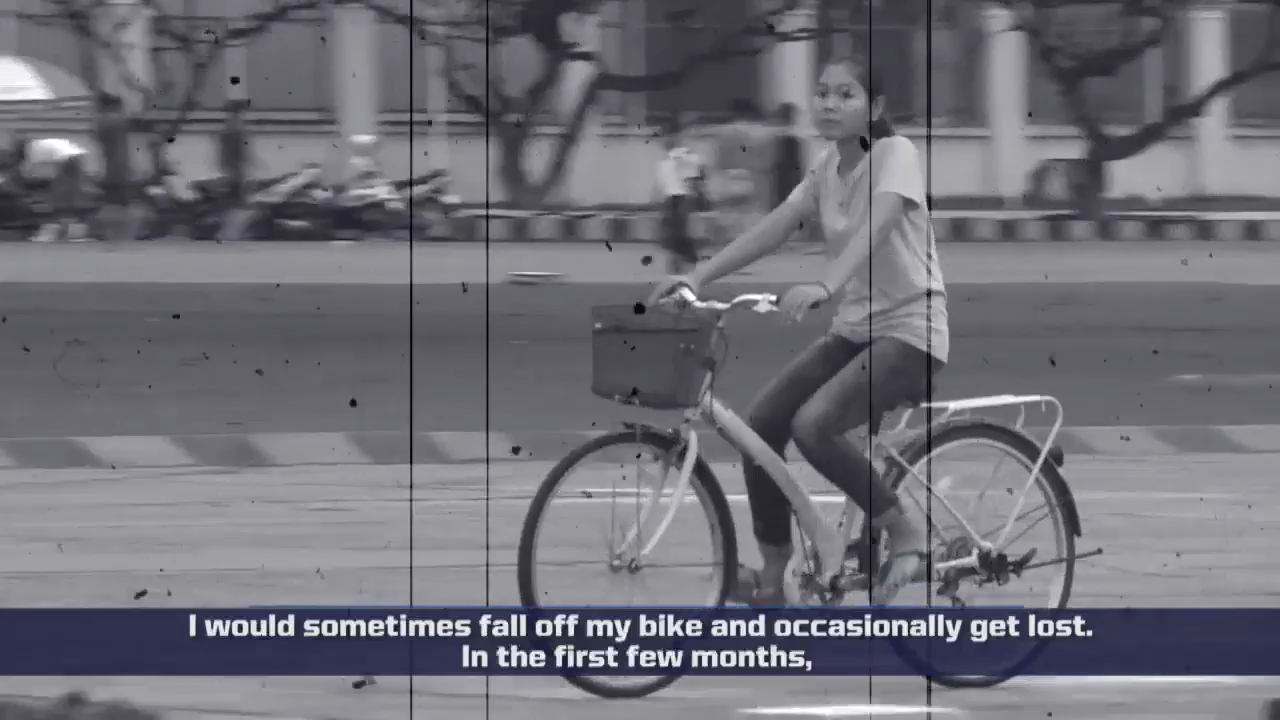 I would sometimes fall off my bike and occasionally get lost.
In the first few months,